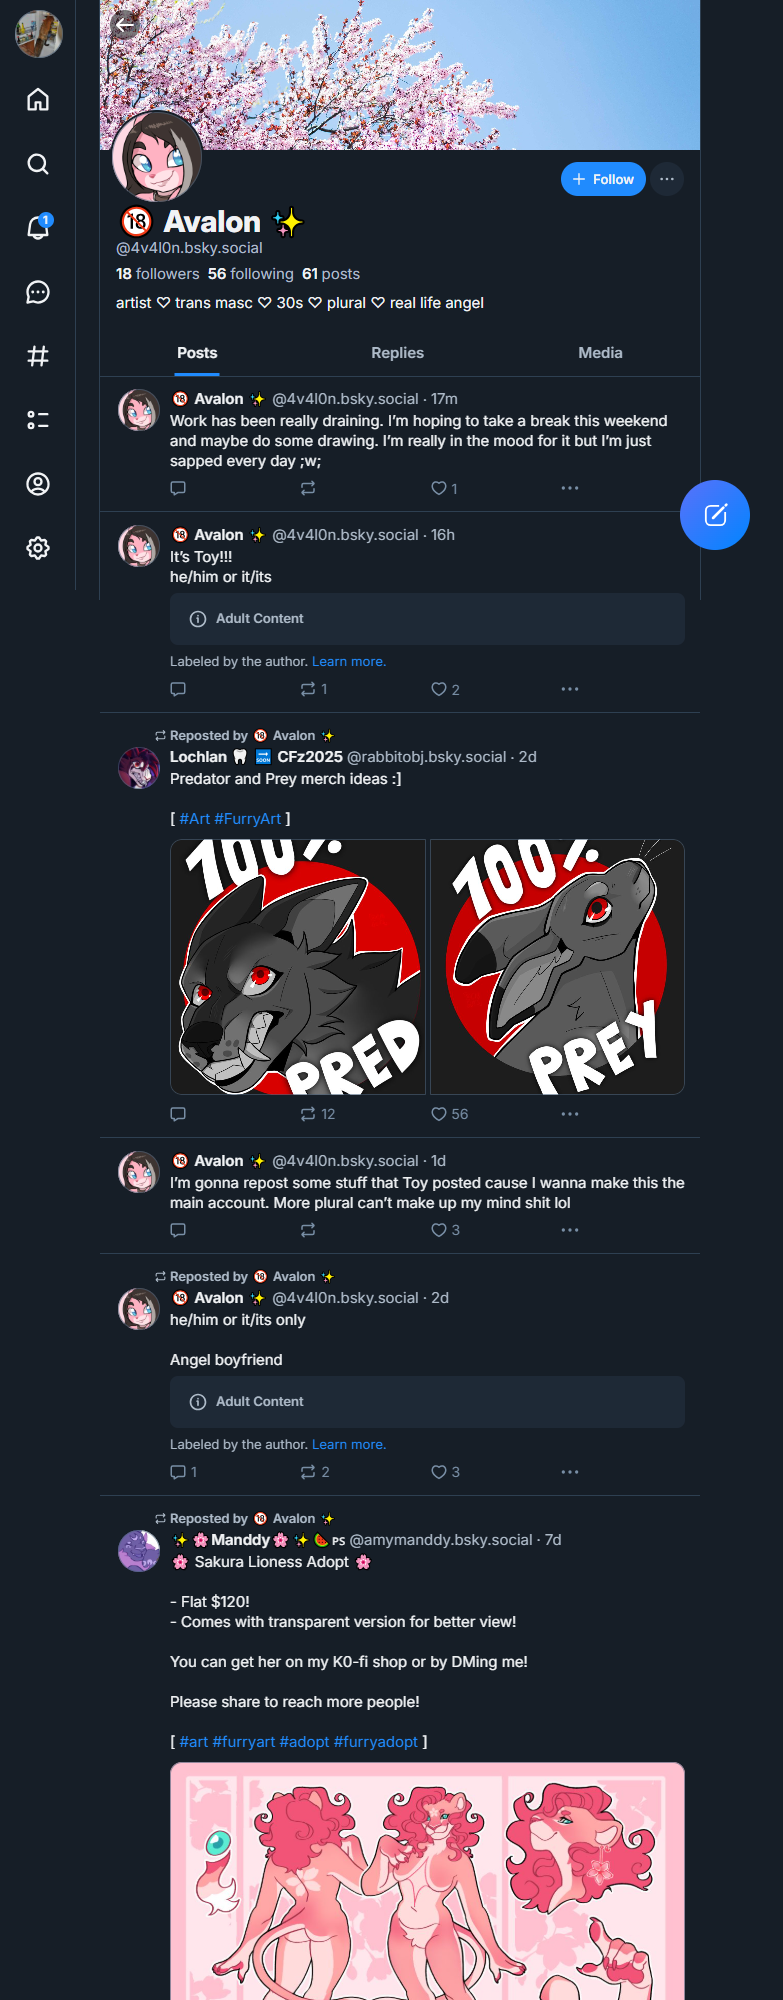 1
+ Follow
🔞 Avalon ✨
@4v4l0n.bsky.social
18 followers 56 following 61 posts
artist ♡ trans masc ♡ 30s ♡ plural ♡ real life angel
Posts Replies Media
🔞 Avalon ✨ @4v4l0n.bsky.social · 17m
Work has been really draining. I’m hoping to take a break this weekend
and maybe do some drawing. I’m really in the mood for it but I’m just
sapped every day ;w;
1
🔞 Avalon ✨ @4v4l0n.bsky.social · 16h
It’s Toy!!!
he/him or it/its
Adult Content
Labeled by the author. Learn more.
1 2
Reposted by 🔞 Avalon ✨
Lochlan 🦷 🔜 CFz2025 @rabbitobj.bsky.social · 2d
Predator and Prey merch ideas :]
[ #Art #FurryArt ]
100%
PRED
100%
PREY
12 56
🔞 Avalon ✨ @4v4l0n.bsky.social · 1d
I’m gonna repost some stuff that Toy posted cause I wanna make this the
main account. More plural can’t make up my mind shit lol
3
Reposted by 🔞 Avalon ✨
🔞 Avalon ✨ @4v4l0n.bsky.social · 2d
he/him or it/its only
Angel boyfriend
Adult Content
Labeled by the author. Learn more.
1 2 3
Reposted by 🔞 Avalon ✨
✨🌸Manddy🌸✨🍉🇵🇸 @amymanddy.bsky.social · 7d
🌸 Sakura Lioness Adopt 🌸
- Flat $120!
- Comes with transparent version for better view!
You can get her on my K0-fi shop or by DMing me!
Please share to reach more people!
[ #art #furryart #adopt #furryadopt ]